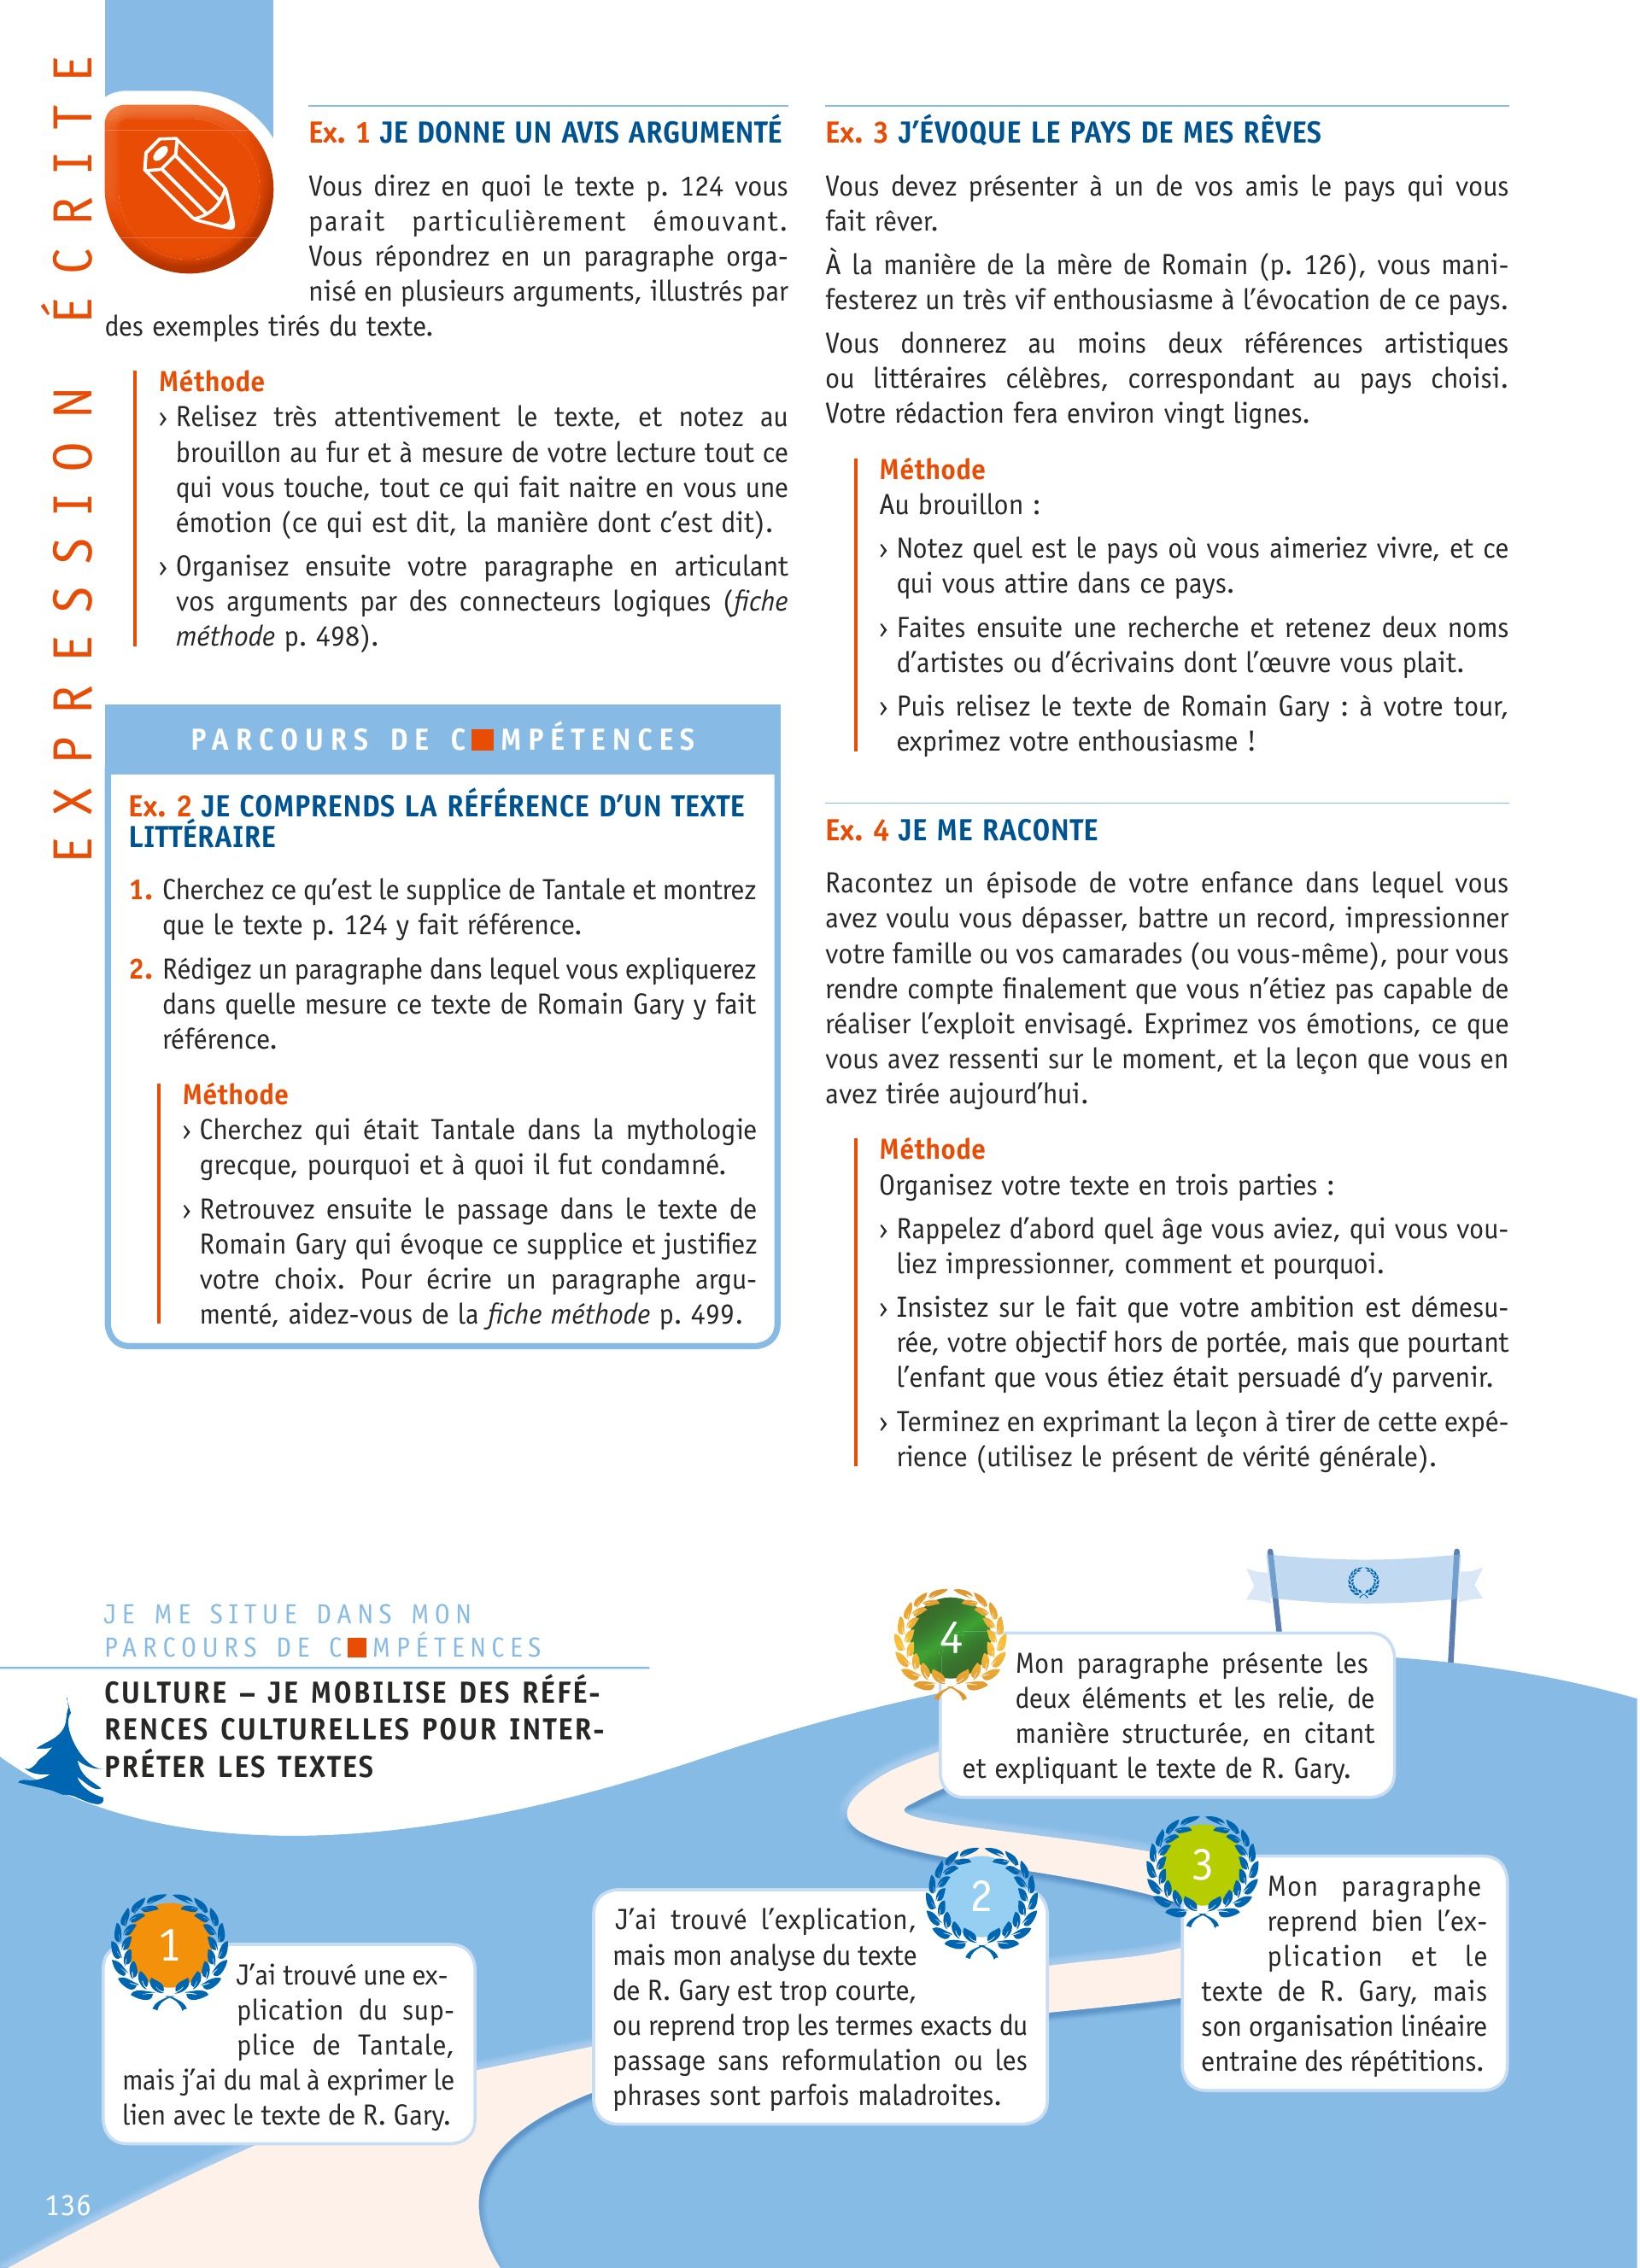 EXPRESSION ÉCRITE
Ex. 1 JE DONNE UN AVIS ARGUMENTÉ
Vous direz en quoi le texte p. 124 vous
parait particulièrement émouvant.
Vous répondrez en un paragraphe orga-
nisé en plusieurs arguments, illustrés par
des exemples tirés du texte.
Méthode
› Relisez très attentivement le texte, et notez au
brouillon au fur et à mesure de votre lecture tout ce
qui vous touche, tout ce qui fait naitre en vous une
émotion (ce qui est dit, la manière dont c'est dit).
› Organisez ensuite votre paragraphe en articulant
vos arguments par des connecteurs logiques (fiche
méthode p. 498).
PARCOURS DE C■MPÉTENCES
Ex. 2 JE COMPRENDS LA RÉFÉRENCE D'UN TEXTE
LITTÉRAIRE
1. Cherchez ce qu'est le supplice de Tantale et montrez
que le texte p. 124 y fait référence.
2. Rédigez un paragraphe dans lequel vous expliquerez
dans quelle mesure ce texte de Romain Gary y fait
référence.
Méthode
› Cherchez qui était Tantale dans la mythologie
grecque, pourquoi et à quoi il fut condamné.
› Retrouvez ensuite le passage dans le texte de
Romain Gary qui évoque ce supplice et justifiez
votre choix. Pour écrire un paragraphe argu-
menté, aidez-vous de la fiche méthode p. 499.
Ex. 3 J'ÉVOQUE LE PAYS DE MES RÊVES
Vous devez présenter à un de vos amis le pays qui vous
fait rêver.
À la manière de la mère de Romain (p. 126), vous mani-
festerez un très vif enthousiasme à l'évocation de ce pays.
Vous donnerez au moins deux références artistiques
ou littéraires célèbres, correspondant au pays choisi.
Votre rédaction fera environ vingt lignes.
Méthode
Au brouillon :
› Notez quel est le pays où vous aimeriez vivre, et ce
qui vous attire dans ce pays.
› Faites ensuite une recherche et retenez deux noms
d'artistes ou d'écrivains dont l'œuvre vous plait.
› Puis relisez le texte de Romain Gary : à votre tour,
exprimez votre enthousiasme !
Ex. 4 JE ME RACONTE
Racontez un épisode de votre enfance dans lequel vous
avez voulu vous dépasser, battre un record, impressionner
votre famille ou vos camarades (ou vous-même), pour vous
rendre compte finalement que vous n'étiez pas capable de
réaliser l'exploit envisagé. Exprimez vos émotions, ce que
vous avez ressenti sur le moment, et la leçon que vous en
avez tirée aujourd'hui.
Méthode
Organisez votre texte en trois parties :
› Rappelez d'abord quel âge vous aviez, qui vous vou-
liez impressionner, comment et pourquoi.
› Insistez sur le fait que votre ambition est démesu-
rée, votre objectif hors de portée, mais que pourtant
l'enfant que vous étiez était persuadé d'y parvenir.
› Terminez en exprimant la leçon à tirer de cette expé-
rience (utilisez le présent de vérité générale).
JE ME SITUE DANS MON
PARCOURS DE C■MPÉTENCES
CULTURE – JE MOBILISE DES RÉFÉ-
RENCES CULTURELLES POUR INTER-
PRÉTER LES TEXTES
1
J'ai trouvé une ex-
plication du sup-
plice de Tantale,
mais j'ai du mal à exprimer le
lien avec le texte de R. Gary.
2
J'ai trouvé l'explication,
mais mon analyse du texte
de R. Gary est trop courte,
ou reprend trop les termes exacts du
passage sans reformulation ou les
phrases sont parfois maladroites.
3
Mon paragraphe
reprend bien l'ex-
plication et le
texte de R. Gary, mais
son organisation linéaire
entraine des répétitions.
4
Mon paragraphe présente les
deux éléments et les relie, de
manière structurée, en citant
et expliquant le texte de R. Gary.
136